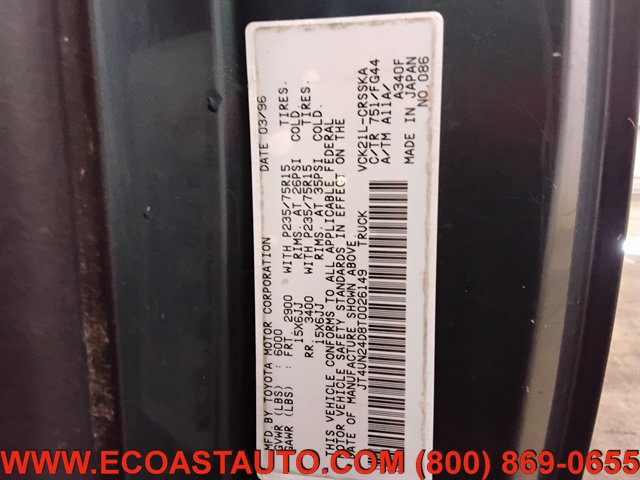 MFD BY TOYOTA MOTOR CORPORATION DATE 03/96
GVWR (LBS) : 6000
GAWR (LBS) : FRT 2900 WITH P235/75R15 TIRES.
15X6JJ RIMS. AT 26PSI COLD.
RR. 3400 WITH P235/75R15 TIRES.
15X6JJ RIMS. AT 35PSI COLD.
THIS VEHICLE CONFORMS TO ALL APPLICABLE FEDERAL
MOTOR VEHICLE SAFETY STANDARDS IN EFFECT ON THE
DATE OF MANUFACTURE SHOWN ABOVE.
JT4UN24D8T0026149 TRUCK
VCK21L-CRSSKA
C/TR 751/FG44
A/TM A11A/
A340F
MADE IN JAPAN
NO.086
WWW.ECOASTAUTO.COM (800) 869-0655